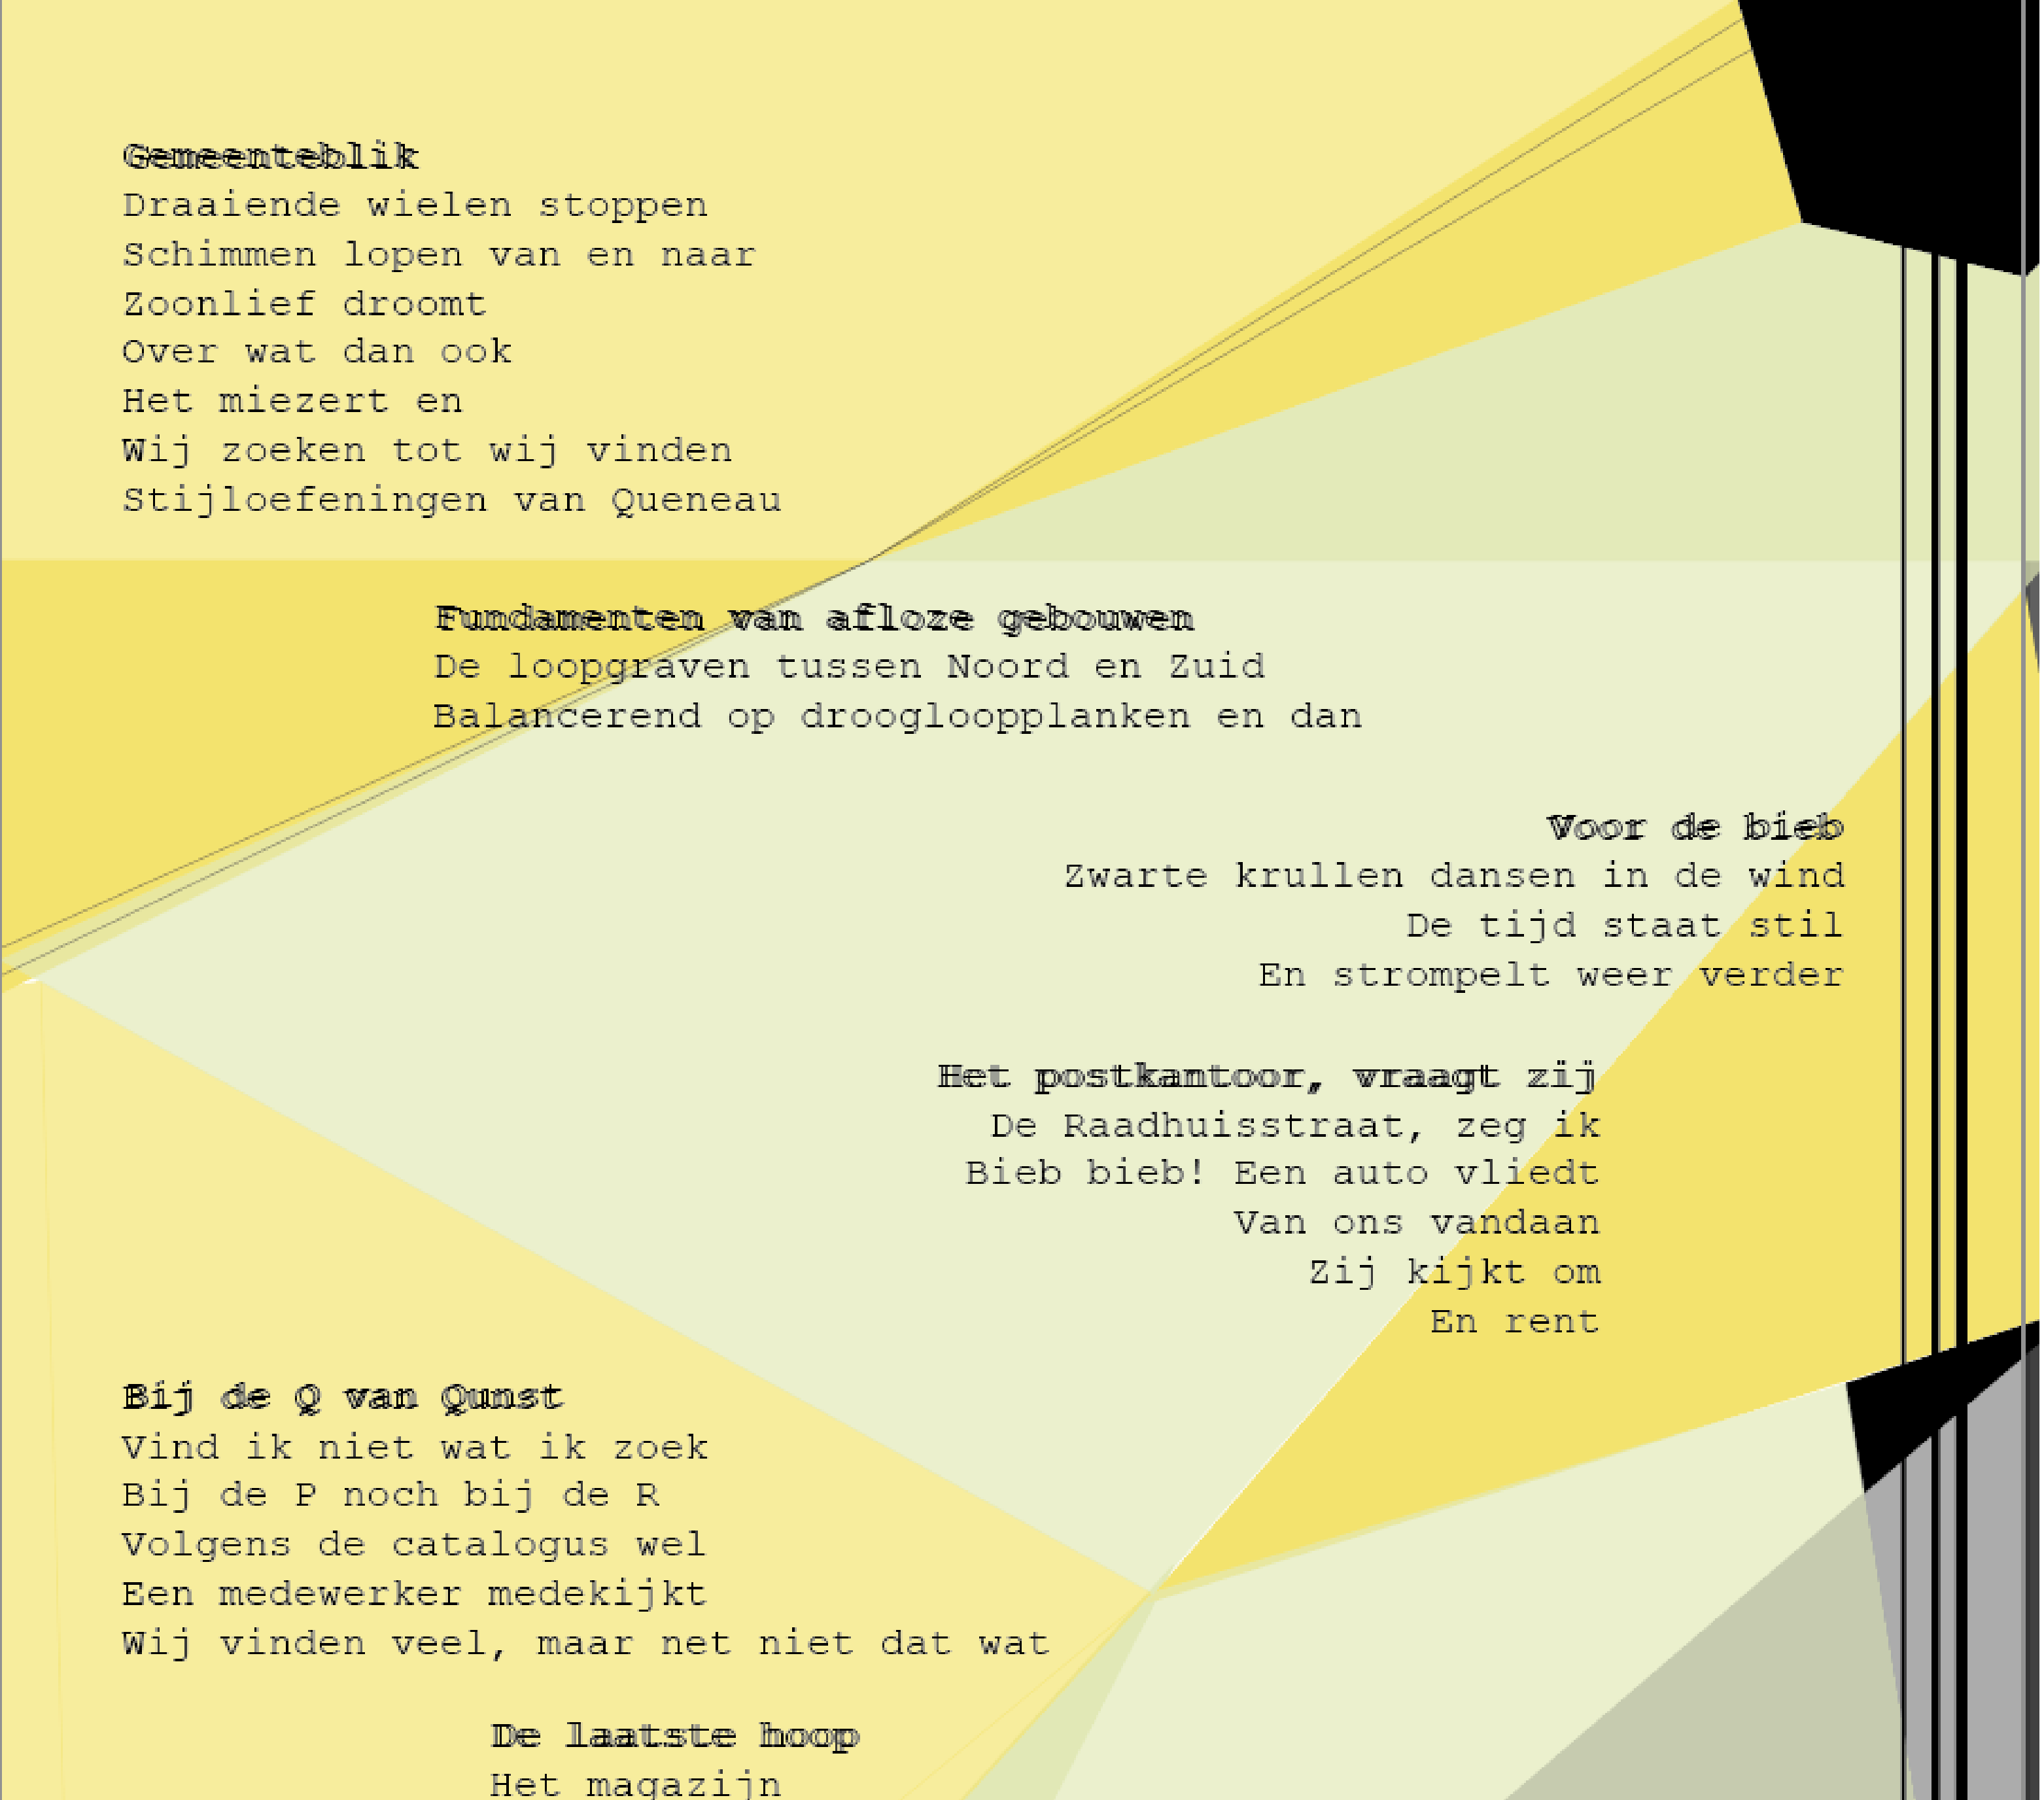 Gemeenteblik
Draaiende wielen stoppen
Schimmen lopen van en naar
Zoonlief droomt
Over wat dan ook
Het miezert en
Wij zoeken tot wij vinden
Stijloefeningen van Queneau
Fundamenten van afloze gebouwen
De loopgraven tussen Noord en Zuid
Balancerend op droogloopplanken en dan
Voor de bieb
Zwarte krullen dansen in de wind
De tijd staat stil
En strompelt weer verder
Het postkantoor, vraagt zij
De Raadhuisstraat, zeg ik
Bieb bieb! Een auto vliedt
Van ons vandaan
Zij kijkt om
En rent
Bij de Q van Qunst
Vind ik niet wat ik zoek
Bij de P noch bij de R
Volgens de catalogus wel
Een medewerker medekijkt
Wij vinden veel, maar net niet dat wat
De laatste hoop
Het magazijn